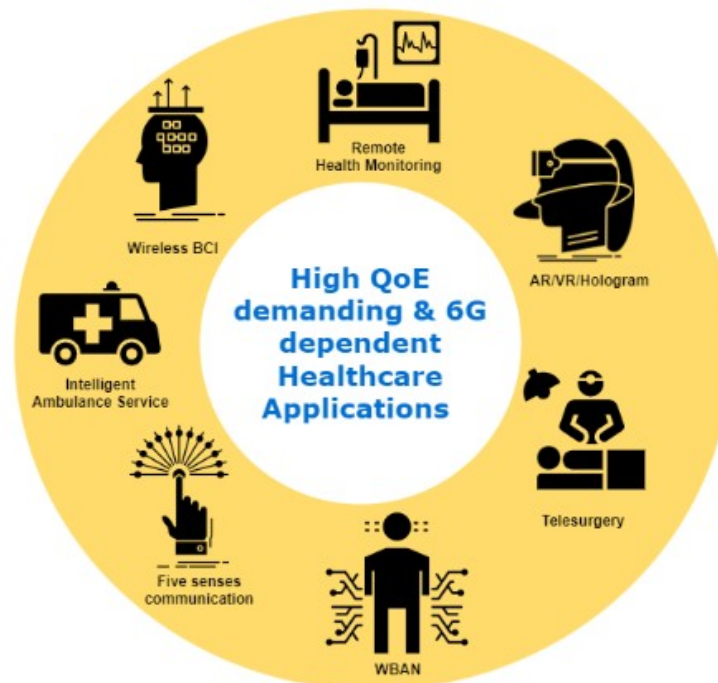 Remote
Health Monitoring
AR/VR/Hologram
Telesurgery
WBAN
Five senses
communication
Intelligent
Ambulance Service
Wireless BCI
High QoE
demanding & 6G
dependent
Healthcare
Applications